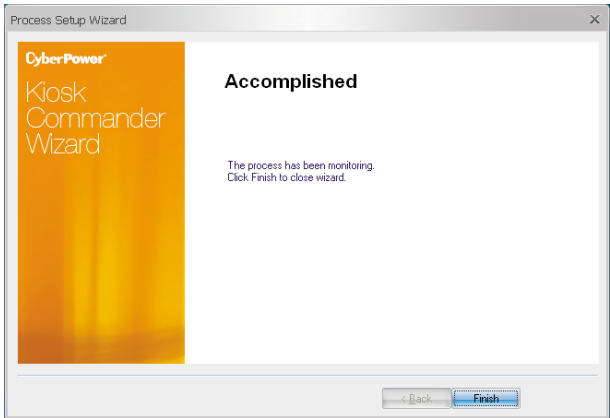 Process Setup Wizard
CyberPower
Kiosk
Commander
Wizard
Accomplished
The process has been monitoring.
Click Finish to close wizard.
< Back
Finish